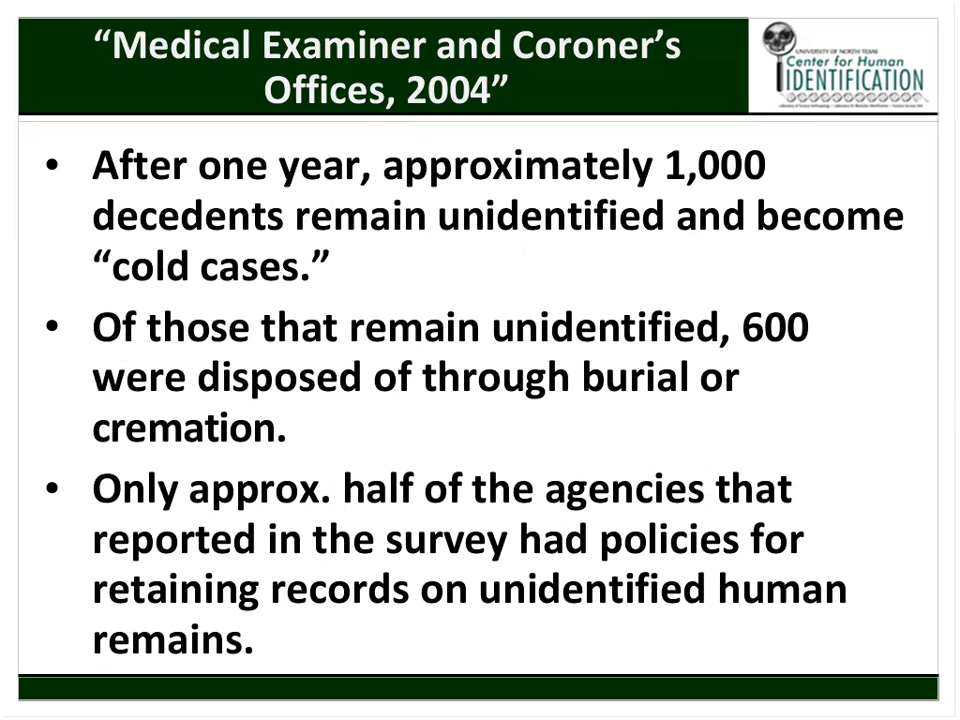 “Medical Examiner and Coroner’s
Offices, 2004”
UNIVERSITY OF NORTH TEXAS
Center for Human
IDENTIFICATION
• After one year, approximately 1,000
decedents remain unidentified and become
“cold cases.”
• Of those that remain unidentified, 600
were disposed of through burial or
cremation.
• Only approx. half of the agencies that
reported in the survey had policies for
retaining records on unidentified human
remains.